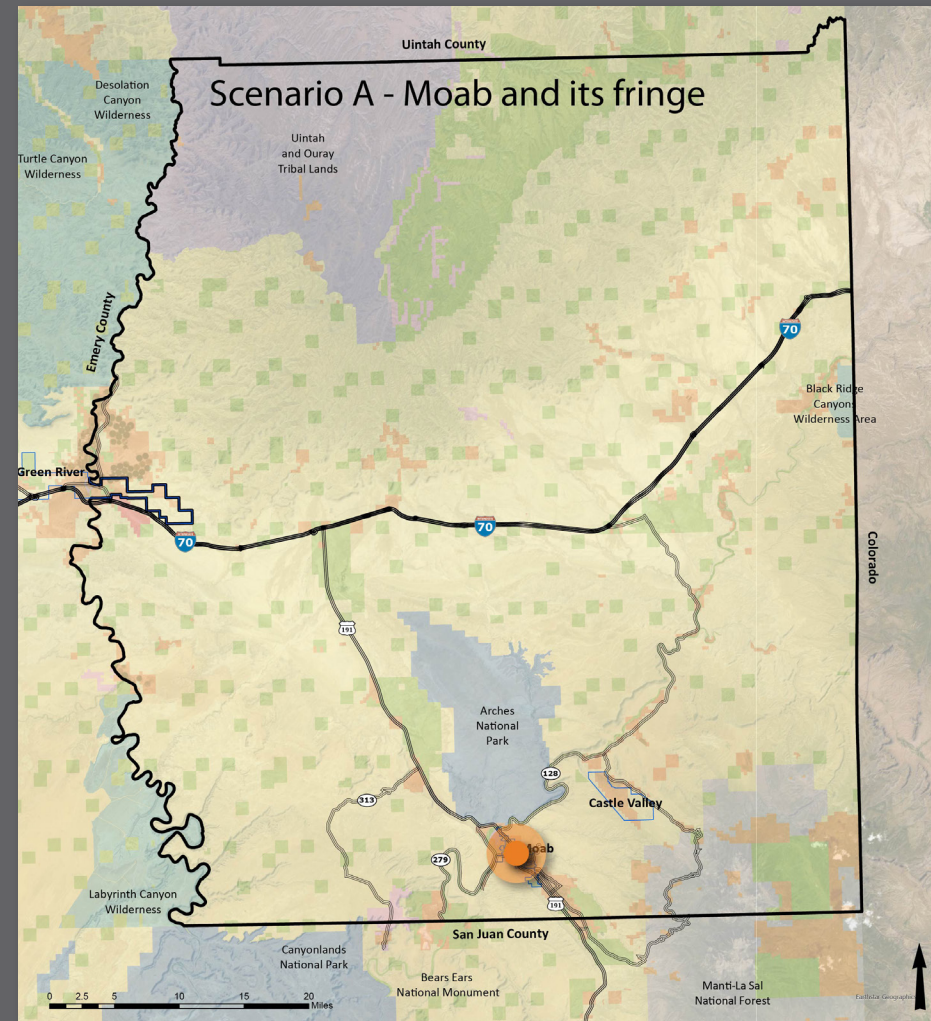 Uintah County
Scenario A - Moab and its fringe
Desolation
Canyon
Wilderness
Uintah
and Ouray
Tribal Lands
Turtle Canyon
Wilderness
Emery County
70
Black Ridge
Canyons
Wilderness Area
Green River
70
70
Colorado
191
Arches
National
Park
128
313
Castle Valley
Moab
279
Labyrinth Canyon
Wilderness
191
San Juan County
Canyonlands
National Park
Bears Ears
National Monument
Manti-La Sal
National Forest
0 2.5 5 10 15 20
Miles
Earthstar Geographics